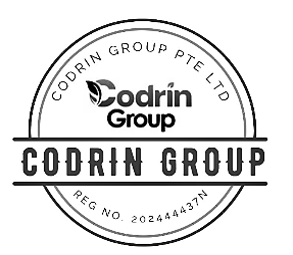 CODRIN GROUP PTE LTD
Codrin
Group
CODRIN GROUP
REG NO. 202444437N